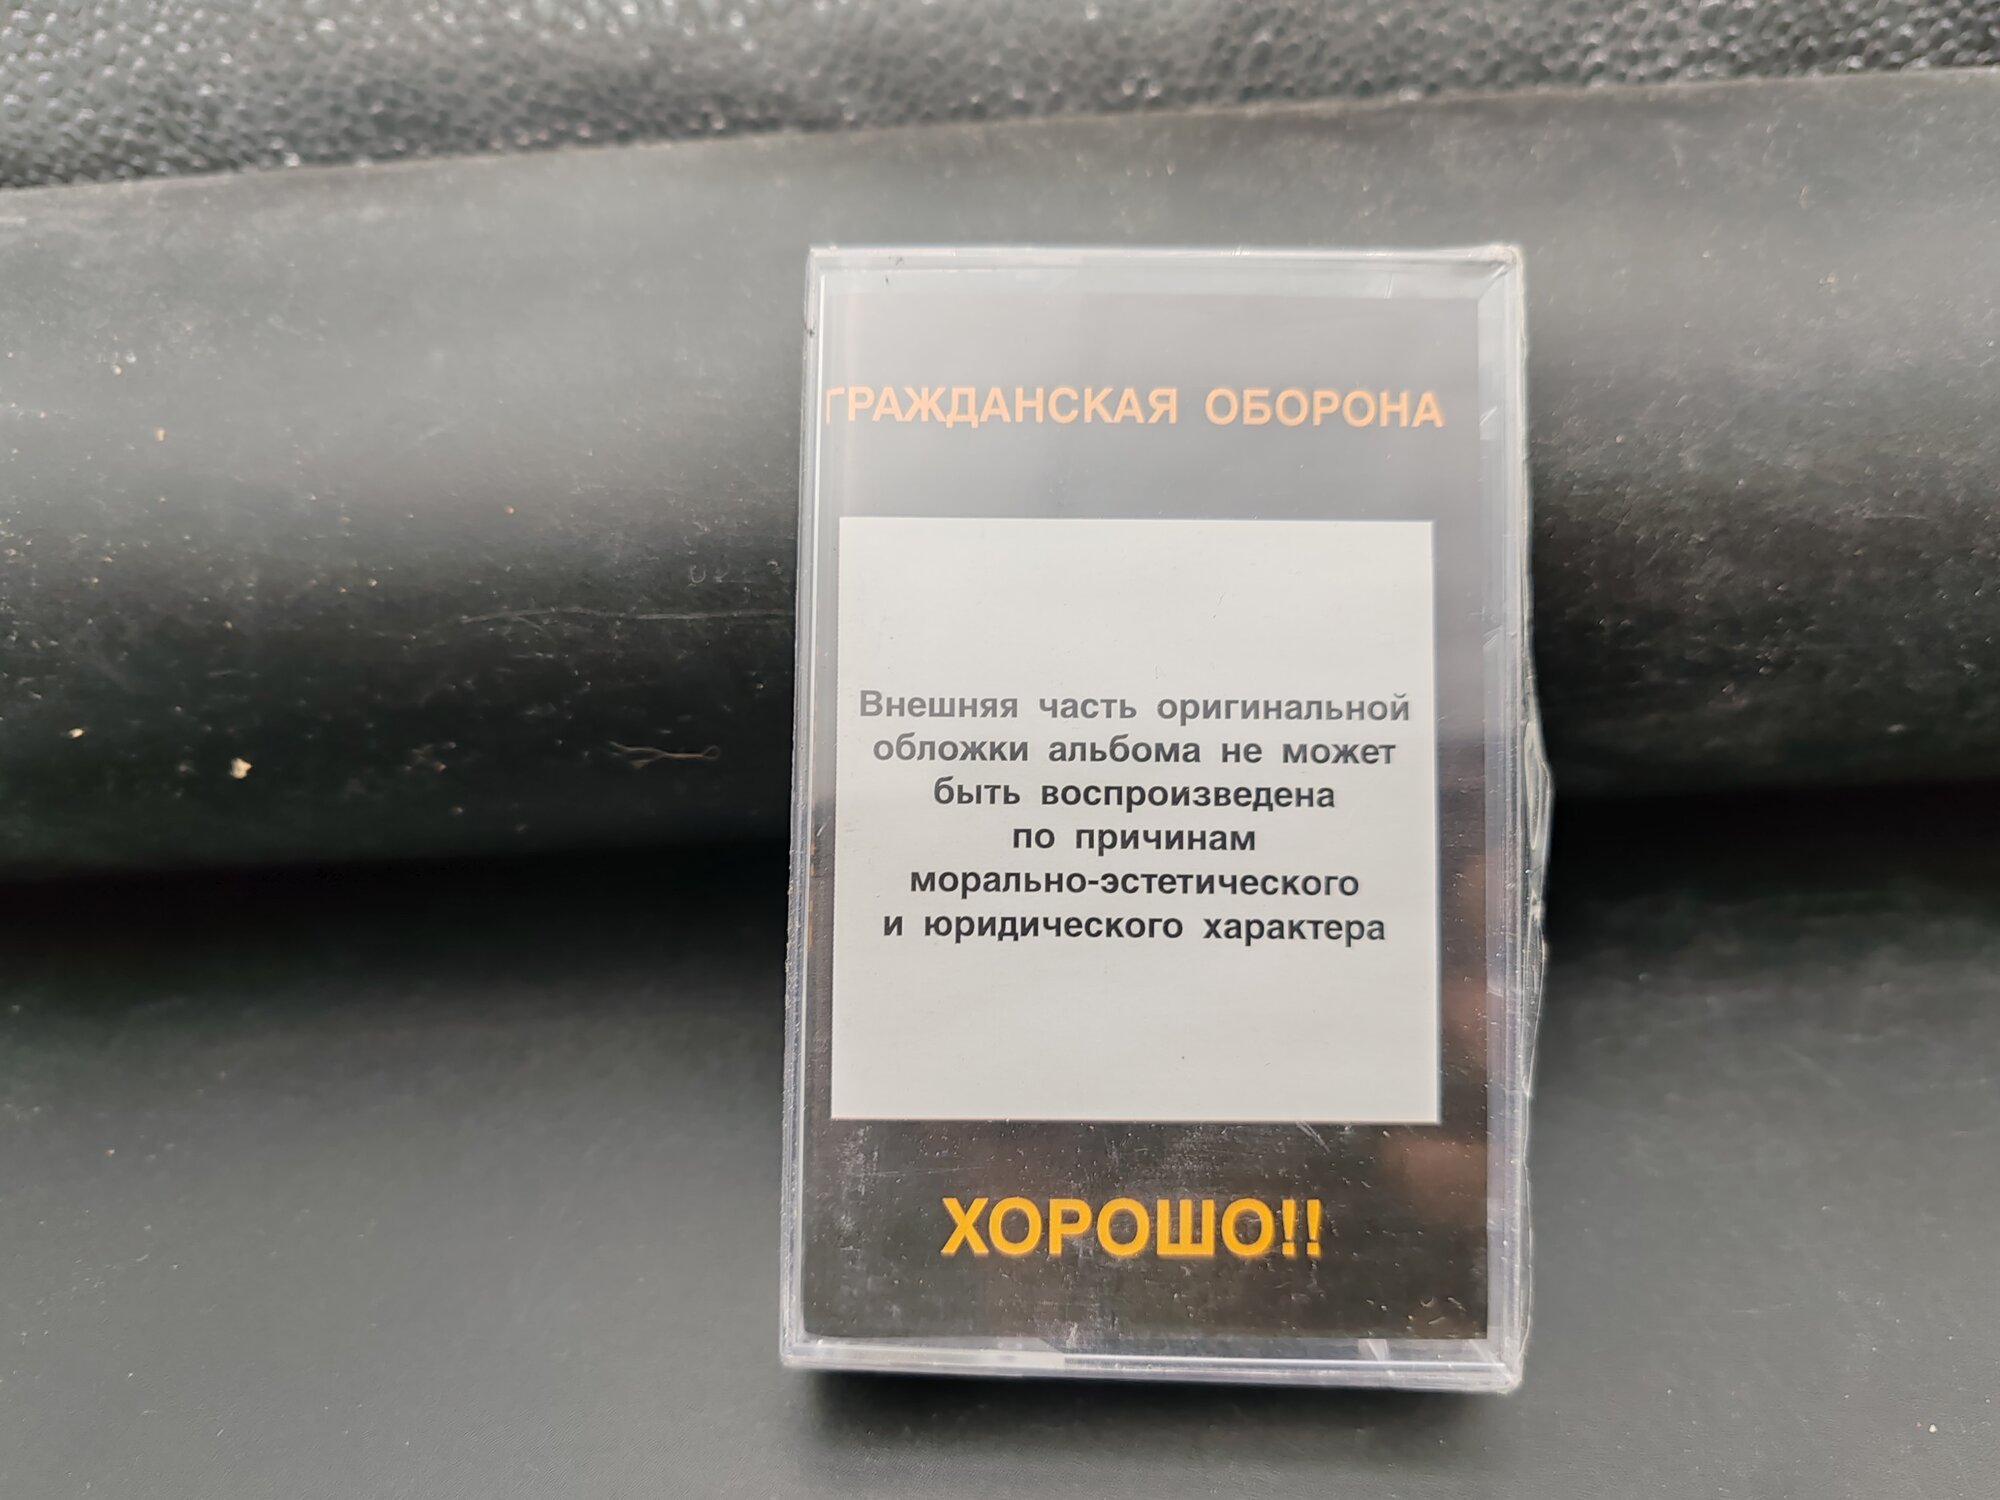 ГРАЖДАНСКАЯ ОБОРОНА
Внешняя часть оригинальной
обложки альбома не может
быть воспроизведена
по причинам
морально-эстетического
и юридического характера
ХОРОШО!!